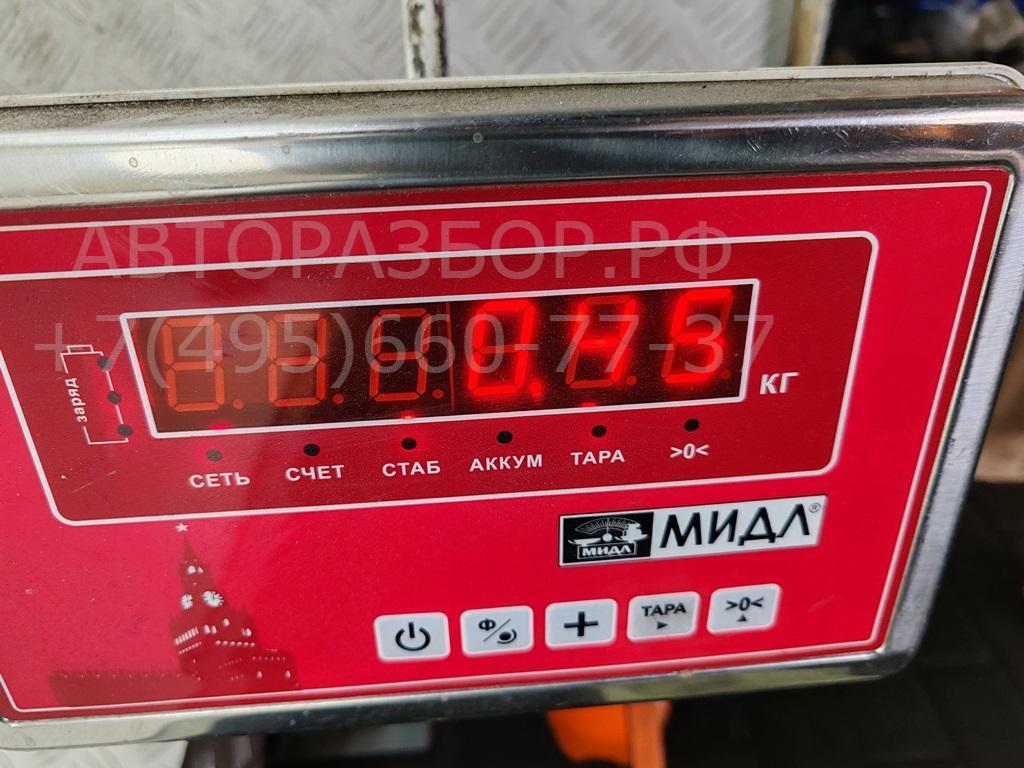 АВТОРАЗБОР.РФ
+7(495)660-77-37
заряд
КГ
СЕТЬ СЧЕТ СТАБ АККУМ ТАРА >0<
МИДЛ МИДЛ®
Ф/ + ТАРА >0<